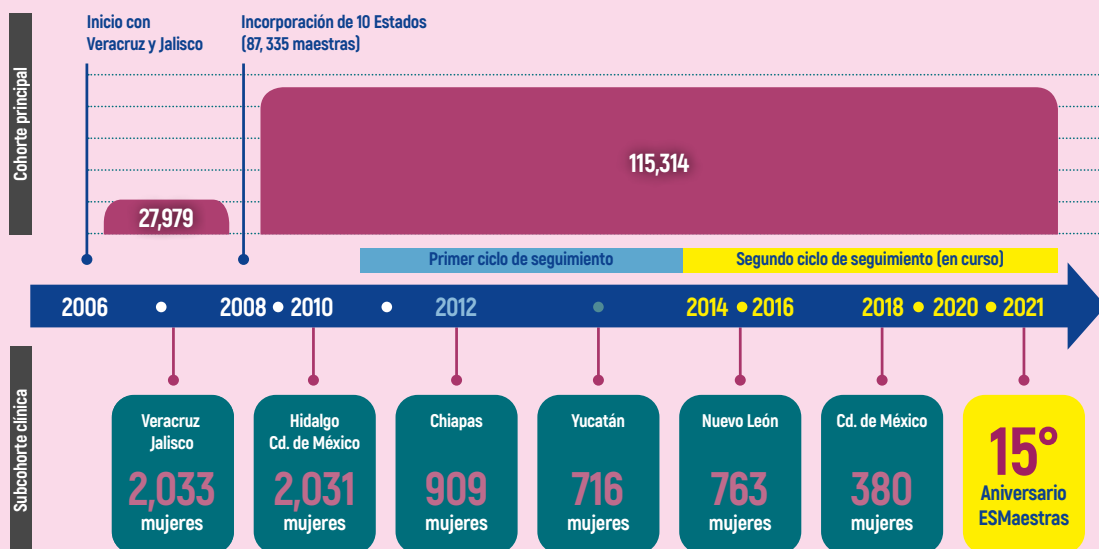 Cohorte principal
Inicio con
Veracruz y Jalisco
Incorporación de 10 Estados
(87, 335 maestras)
27,979
115,314
Primer ciclo de seguimiento
Segundo ciclo de seguimiento (en curso)
2006 • 2008 • 2010 • 2012 • 2014 • 2016 2018 • 2020 • 2021
Subcohorte clínica
Veracruz
Jalisco
2,033
mujeres
Hidalgo
Cd. de México
2,031
mujeres
Chiapas
909
mujeres
Yucatán
716
mujeres
Nuevo León
763
mujeres
Cd. de México
380
mujeres
15°
Aniversario
ESMaestras